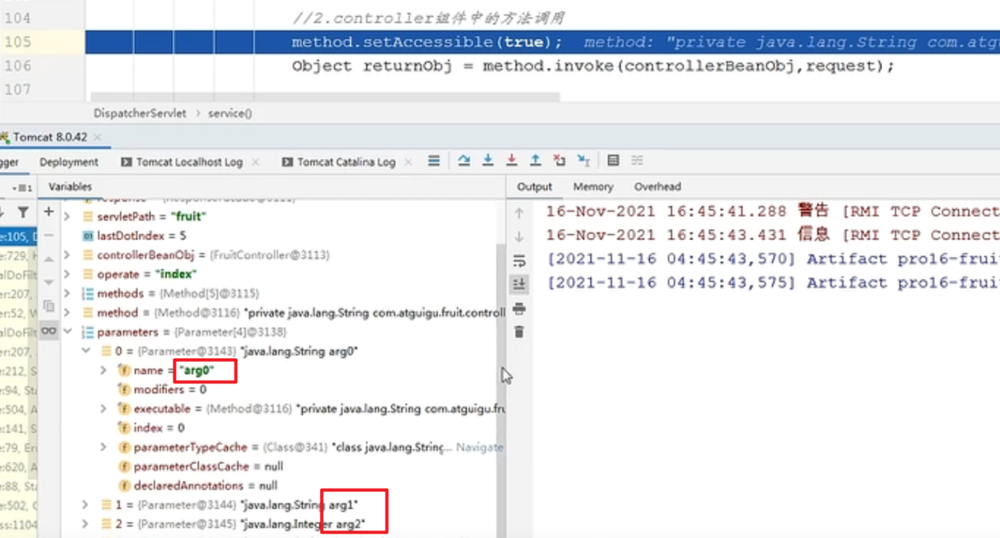 104 //2.controller组件中的方法调用
105 method.setAccessible(true); method: "private java.lang.String com.atg
106 Object returnObj = method.invoke(controllerBeanObj,request);
107
DispatcherServlet › service()
Tomcat 8.0.42
gger Deployment Tomcat Localhost Log Tomcat Catalina Log
1 Variables
Output Memory Overhead
servletPath = "fruit"
lastDotIndex = 5
controllerBeanObj = {FruitController@3113}
operate = "index"
methods = {Method[5]@3115}
method = {Method@3116} "private java.lang.String com.atguigu.fruit.controll
parameters = {Parameter[4]@3138}
0 = {Parameter@3143} "java.lang.String arg0"
name = "arg0"
modifiers = 0
executable = {Method@3116} "private java.lang.String com.atguigu.fru
index = 0
parameterTypeCache = {Class@341} "class java.lang.String... Navigate
parameterClassCache = null
declaredAnnotations = null
1 = {Parameter@3144} "java.lang.String arg1"
2 = {Parameter@3145} "java.lang.Integer arg2"
e:105, D
e:729, H
alDoFilt
er:207,
er:52, W
alDoFilt
er:207,
e:212, S
e:94, Sta
e:504, A
e:141, S
e:79, Err
e:620, A
e:88, Sta
e:502, C
ss:1104
16-Nov-2021 16:45:41.288 警告 [RMI TCP Connect
16-Nov-2021 16:45:43.431 信息 [RMI TCP Connect
[2021-11-16 04:45:43,570] Artifact pro16-frui
[2021-11-16 04:45:43,575] Artifact pro16-frui